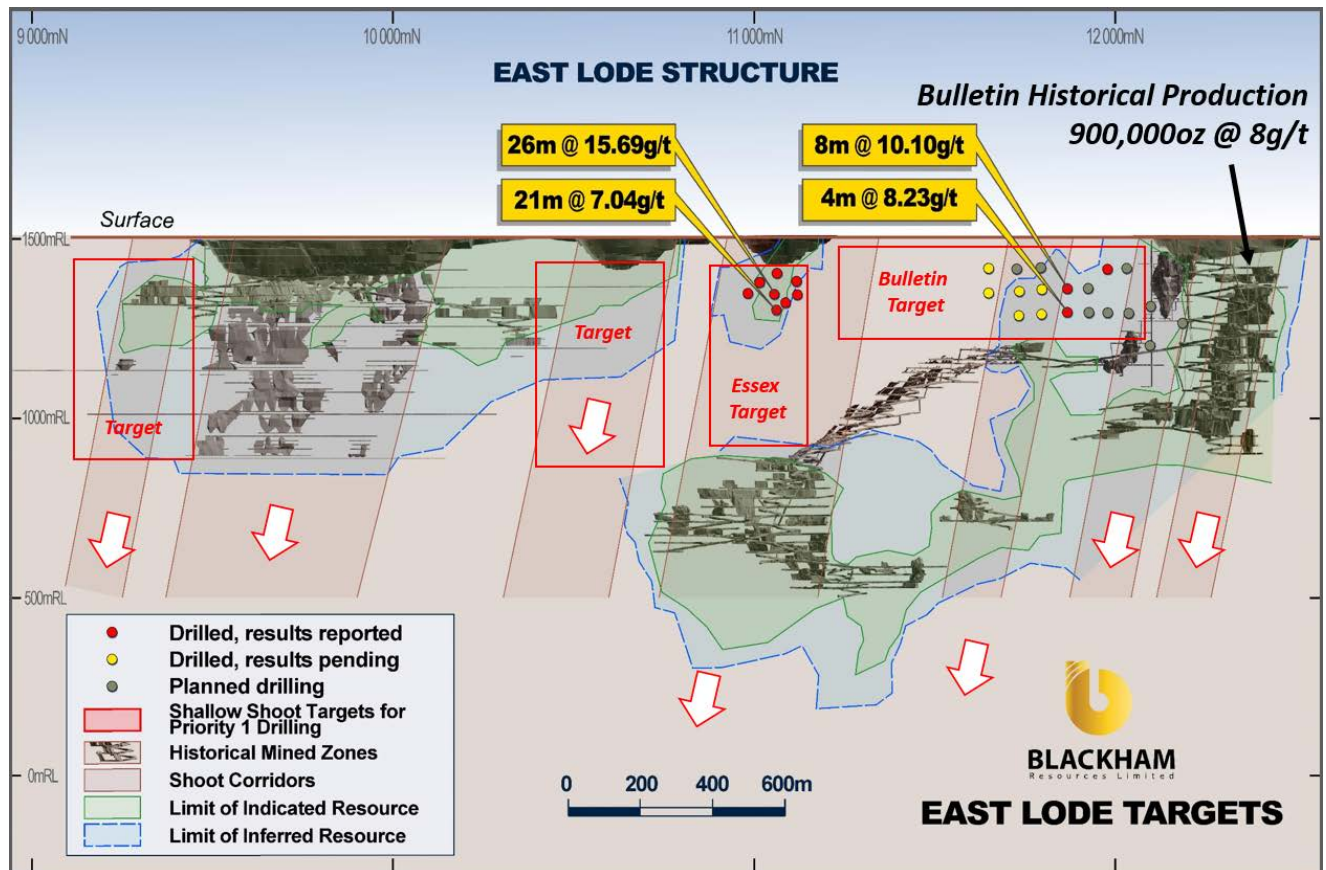 9 000mN
10 000mN
11 000mN
12 000mN
EAST LODE STRUCTURE
Bulletin Historical Production
900,000oz @ 8g/t
26m @ 15.69g/t
8m @ 10.10g/t
21m @ 7.04g/t
4m @ 8.23g/t
Surface
1500mRL
Bulletin
Target
Target
Essex
Target
1000mRL
Target
500mRL
Drilled, results reported
Drilled, results pending
Planned drilling
Shallow Shoot Targets for
Priority 1 Drilling
Historical Mined Zones
Shoot Corridors
Limit of Indicated Resource
Limit of Inferred Resource
0mRL
0
200
400
600m
BLACKHAM
Resources Limited
EAST LODE TARGETS